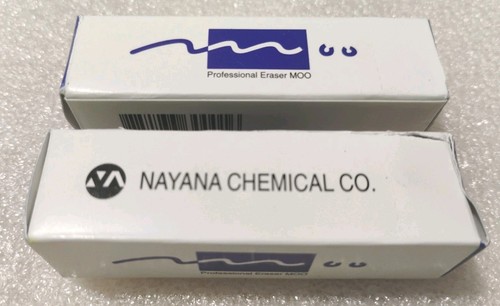 Professional Eraser MOO
NAYANA CHEMICAL CO.
Professional Eraser MOO